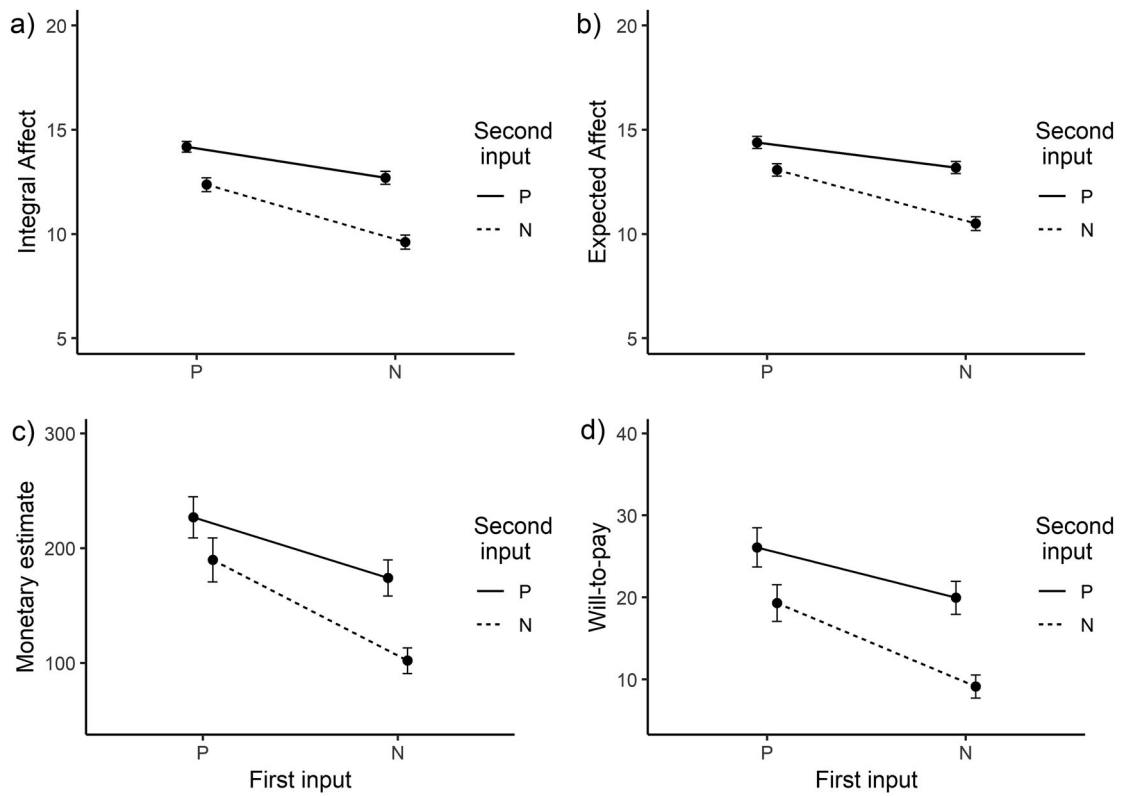 a)
20
15
10
5
Integral Affect
P
N
Second
input
P
N
b)
20
15
10
5
Expected Affect
P
N
Second
input
P
N
c)
300
200
100
Monetary estimate
P
N
First input
Second
input
P
N
d)
40
30
20
10
Will-to-pay
P
N
First input
Second
input
P
N